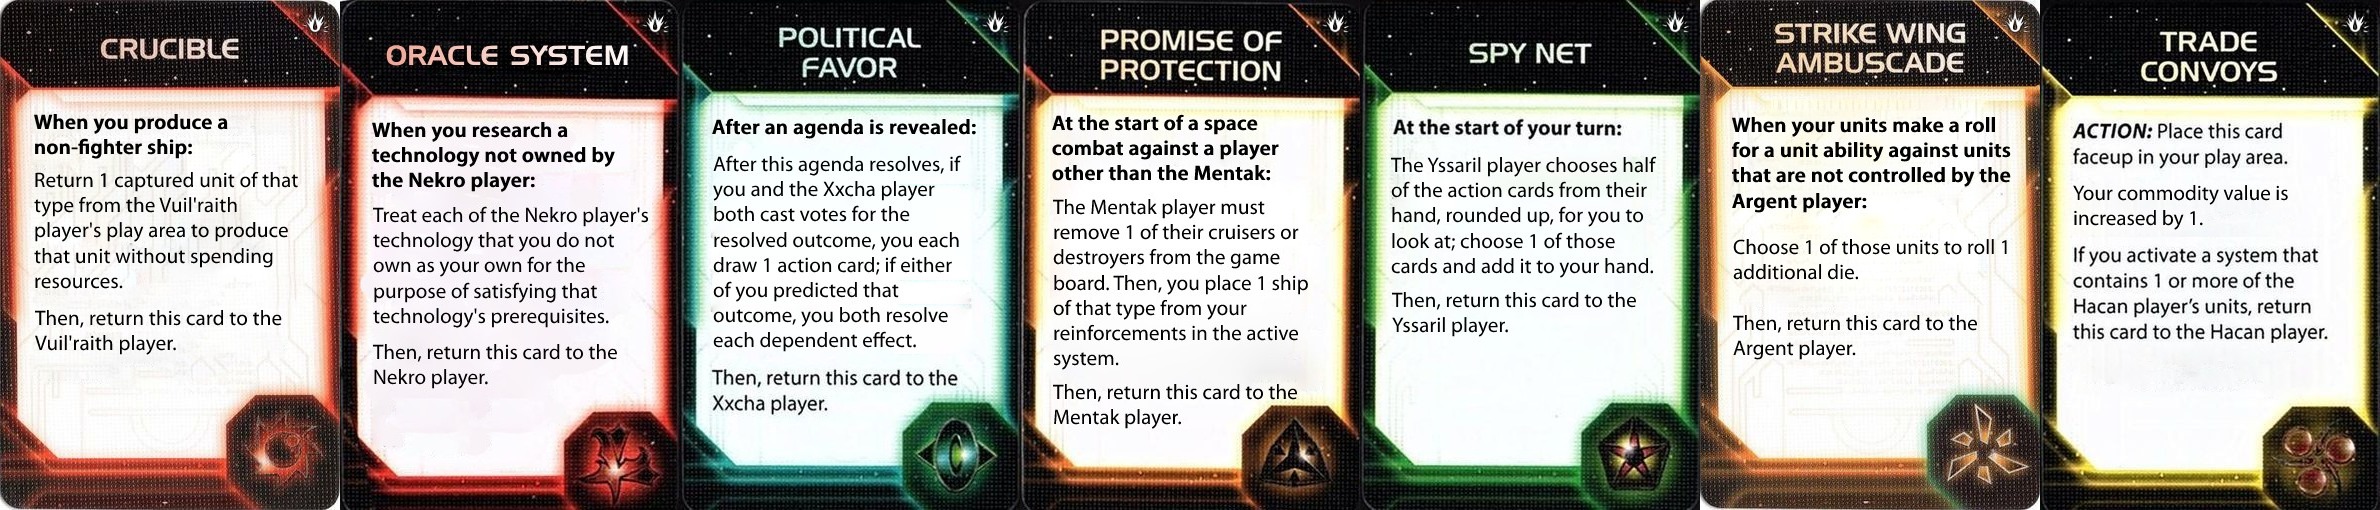 CRUCIBLE
When you produce a
non-fighter ship:
Return 1 captured unit of that
type from the Vuil'raith
player's play area to produce
that unit without spending
resources.
Then, return this card to the
Vuil'raith player.
ORACLE SYSTEM
When you research a
technology not owned by
the Nekro player:
Treat each of the Nekro player's
technology that you do not
own as your own for the
purpose of satisfying that
technology's prerequisites.
Then, return this card to the
Nekro player.
POLITICAL
FAVOR
After an agenda is revealed:
After this agenda resolves, if
you and the Xxcha player
both cast votes for the
resolved outcome, you each
draw 1 action card; if either
of you predicted that
outcome, you both resolve
each dependent effect.
Then, return this card to the
Xxcha player.
PROMISE OF
PROTECTION
At the start of a space
combat against a player
other than the Mentak:
The Mentak player must
remove 1 of their cruisers or
destroyers from the game
board. Then, you place 1 ship
of that type from your
reinforcements in the active
system.
Then, return this card to the
Mentak player.
SPY NET
At the start of your turn:
The Yssaril player chooses half
of the action cards from their
hand, rounded up, for you to
look at; choose 1 of those
cards and add it to your hand.
Then, return this card to the
Yssaril player.
STRIKE WING
AMBUSCADE
When your units make a roll
for a unit ability against units
that are not controlled by the
Argent player:
Choose 1 of those units to roll 1
additional die.
Then, return this card to the
Argent player.
TRADE
CONVOYS
ACTION: Place this card
faceup in your play area.
Your commodity value is
increased by 1.
If you activate a system that
contains 1 or more of the
Hacan player’s units, return
this card to the Hacan player.